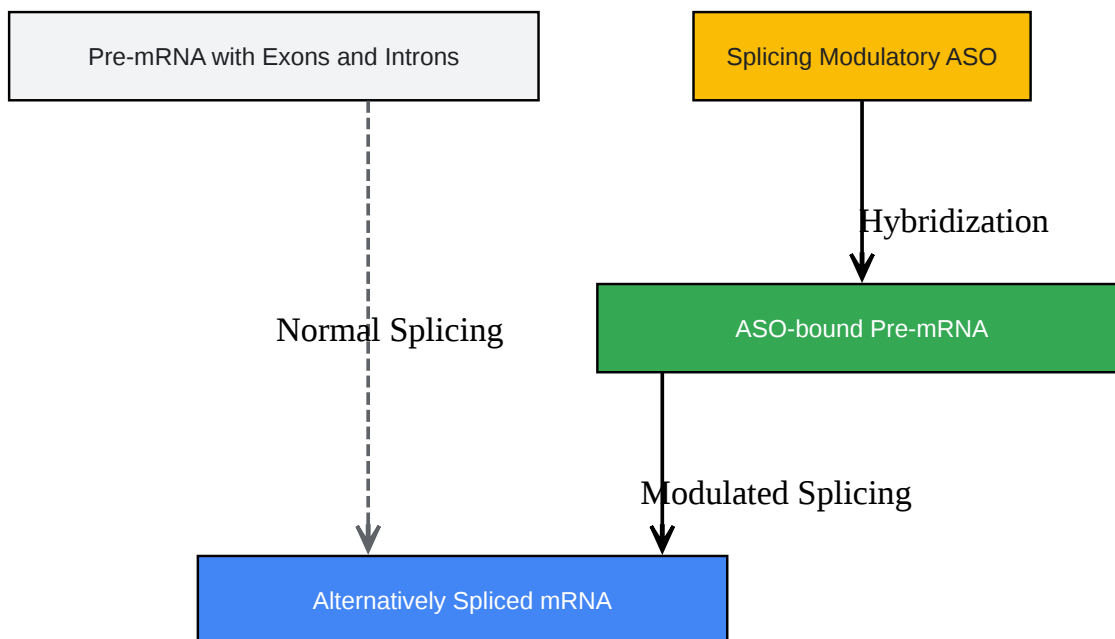 Pre-mRNA with Exons and Introns
Splicing Modulatory ASO
Hybridization
Normal Splicing
ASO-bound Pre-mRNA
Modulated Splicing
Alternatively Spliced mRNA